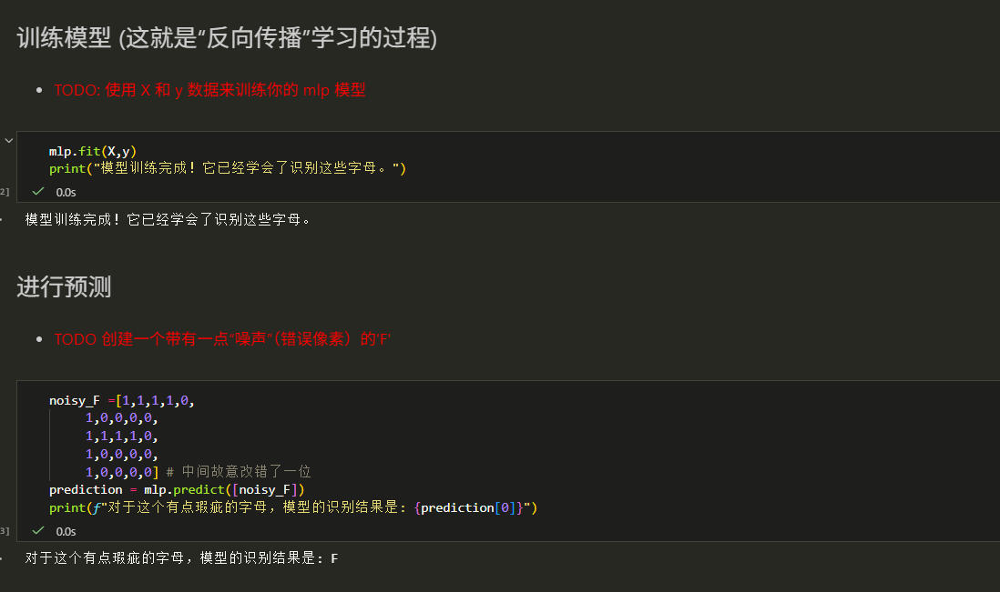 训练模型 (这就是“反向传播”学习的过程)
TODO: 使用 X 和 y 数据来训练你的 mlp 模型
mlp.fit(X,y)
print("模型训练完成！它已经学会了识别这些字母。")
2]
0.0s
模型训练完成！它已经学会了识别这些字母。
进行预测
TODO 创建一个带有一点“噪声”（错误像素）的'F'
noisy_F =[1,1,1,1,0,
1,0,0,0,0,
1,1,1,1,0,
1,0,0,0,0,
1,0,0,0,0] # 中间故意改错了一位
prediction = mlp.predict([noisy_F])
print(f"对于这个有点瑕疵的字母，模型的识别结果是：{prediction[0]}")
3]
0.0s
对于这个有点瑕疵的字母，模型的识别结果是：F